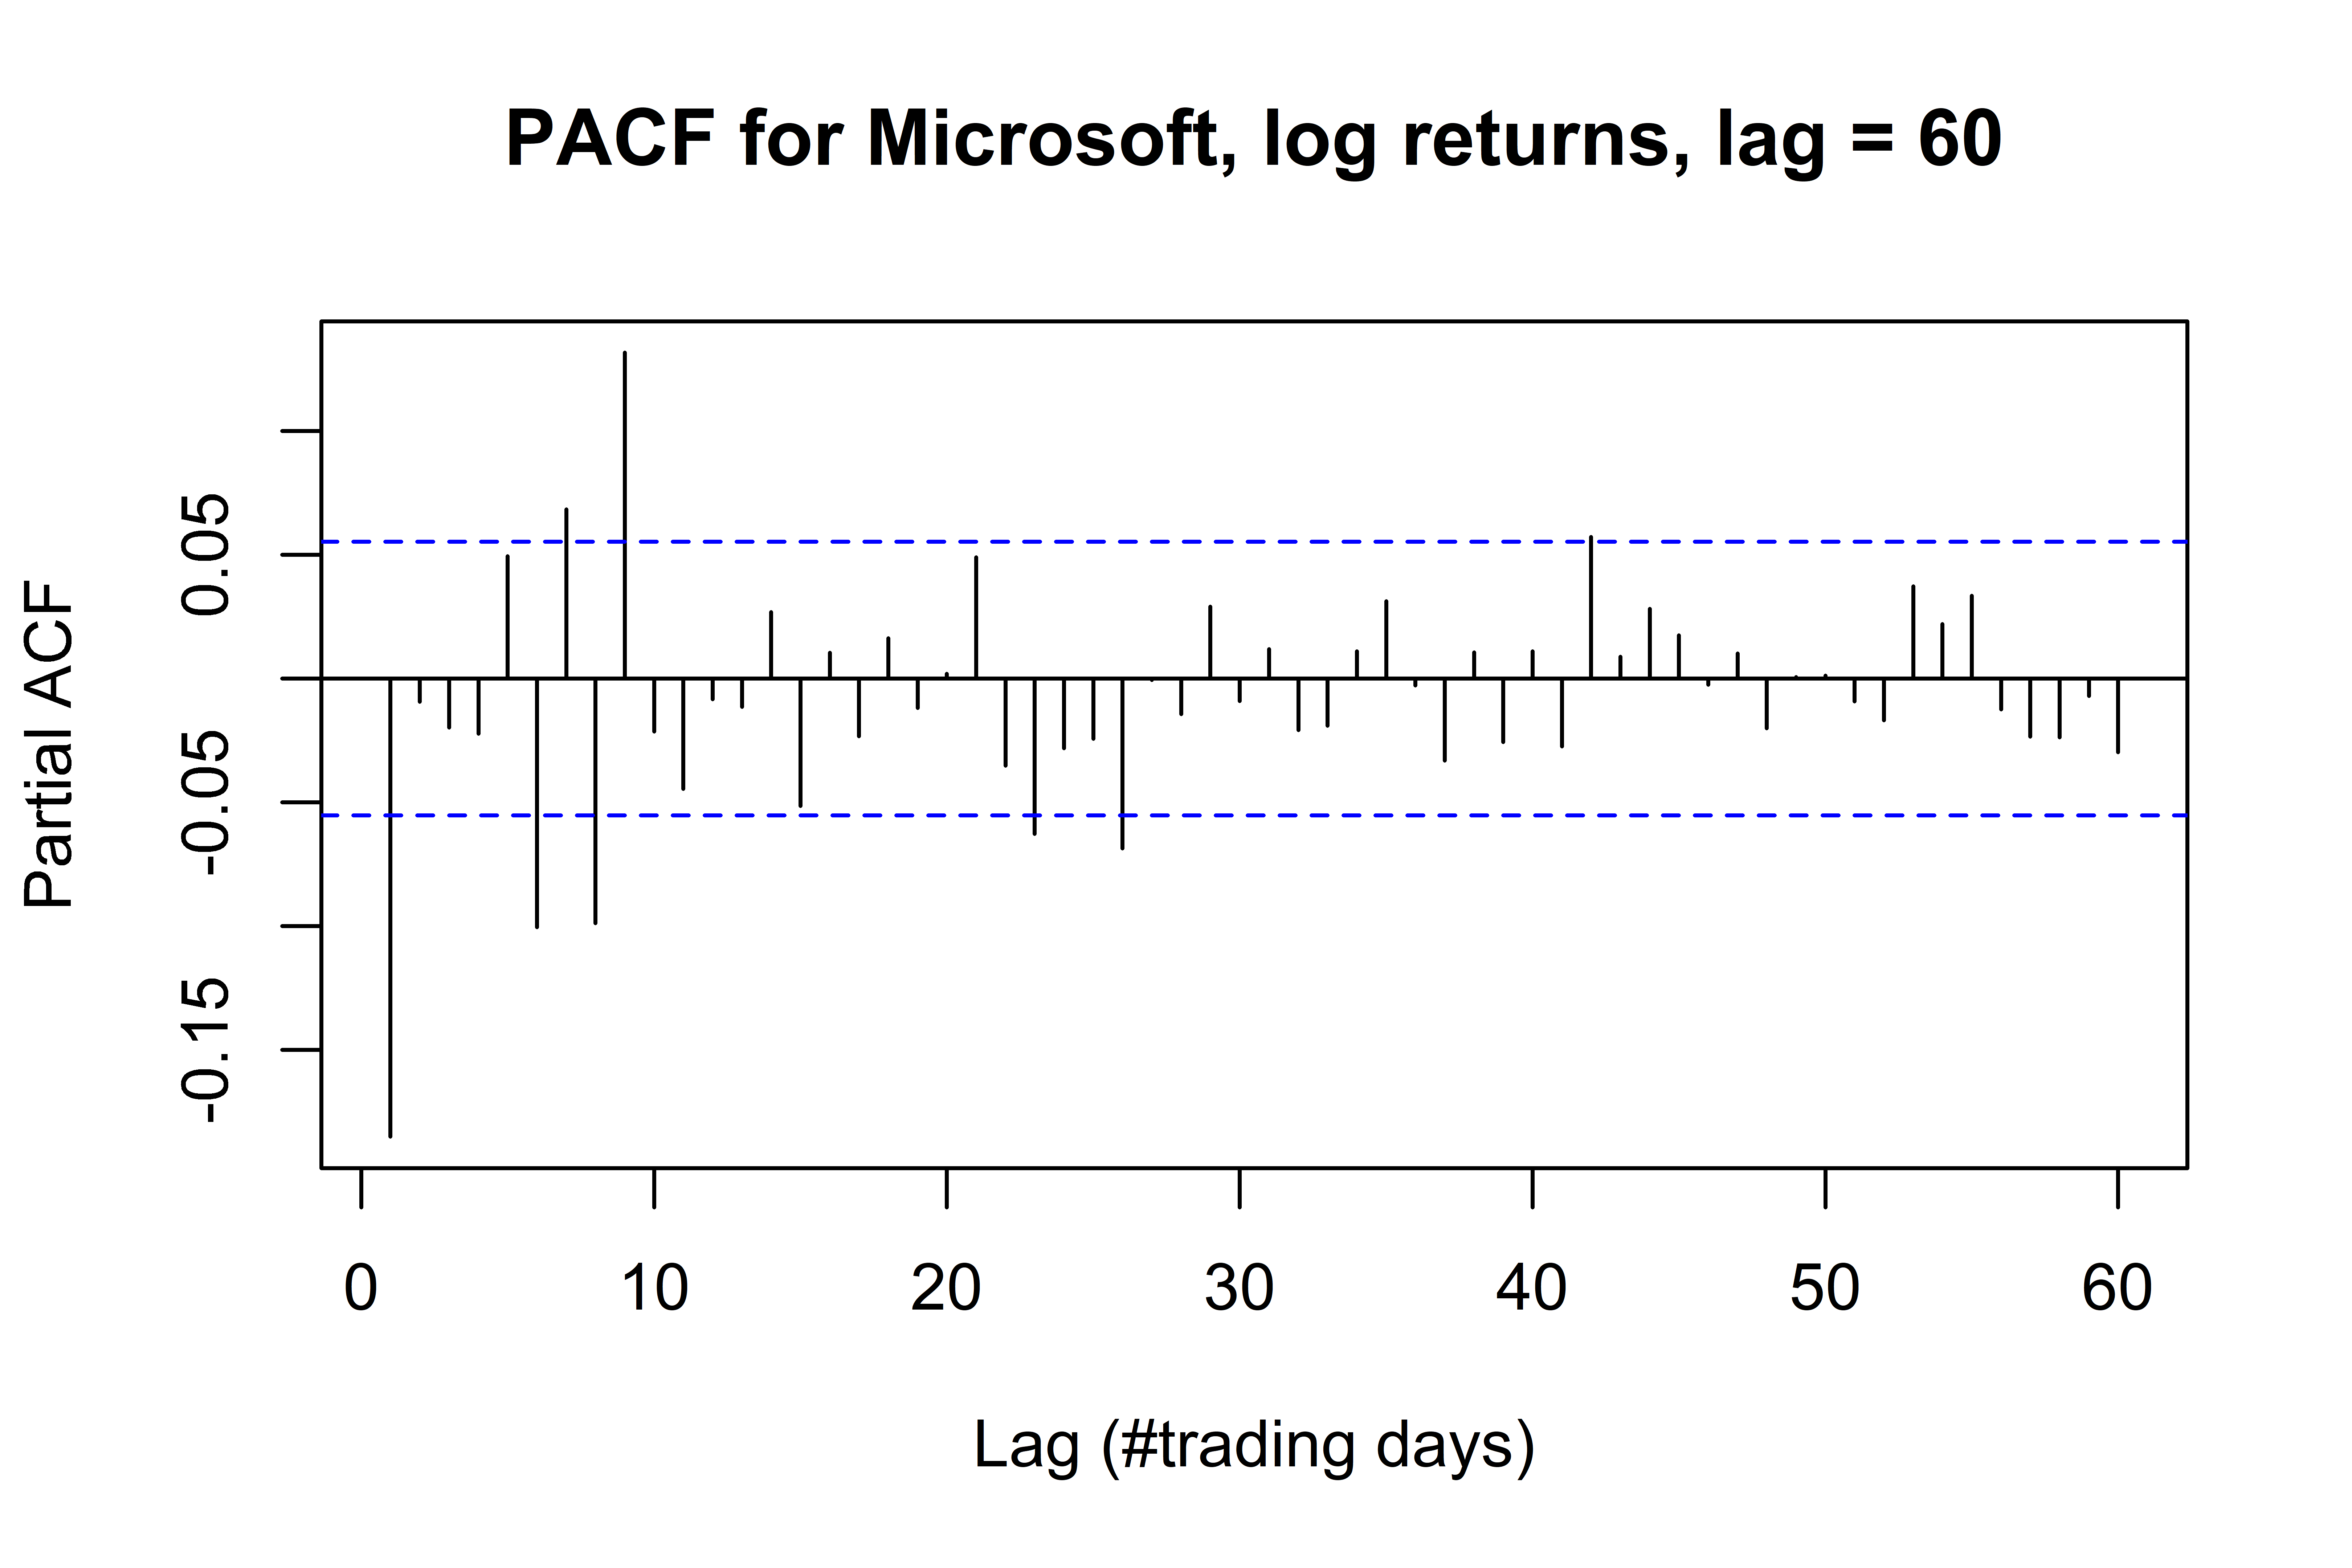 PACF for Microsoft, log returns, lag = 60
Partial ACF
0.05
-0.05
-0.15
0 10 20 30 40 50 60
Lag (#trading days)